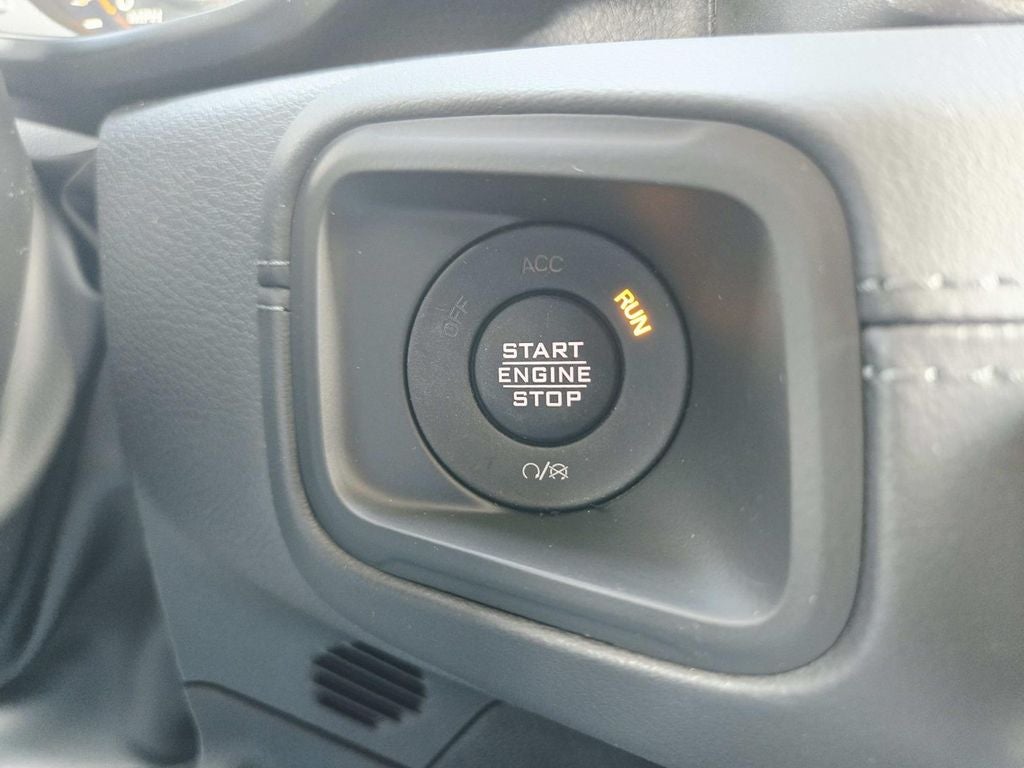 ACC
OFF
RUN
START
ENGINE
STOP